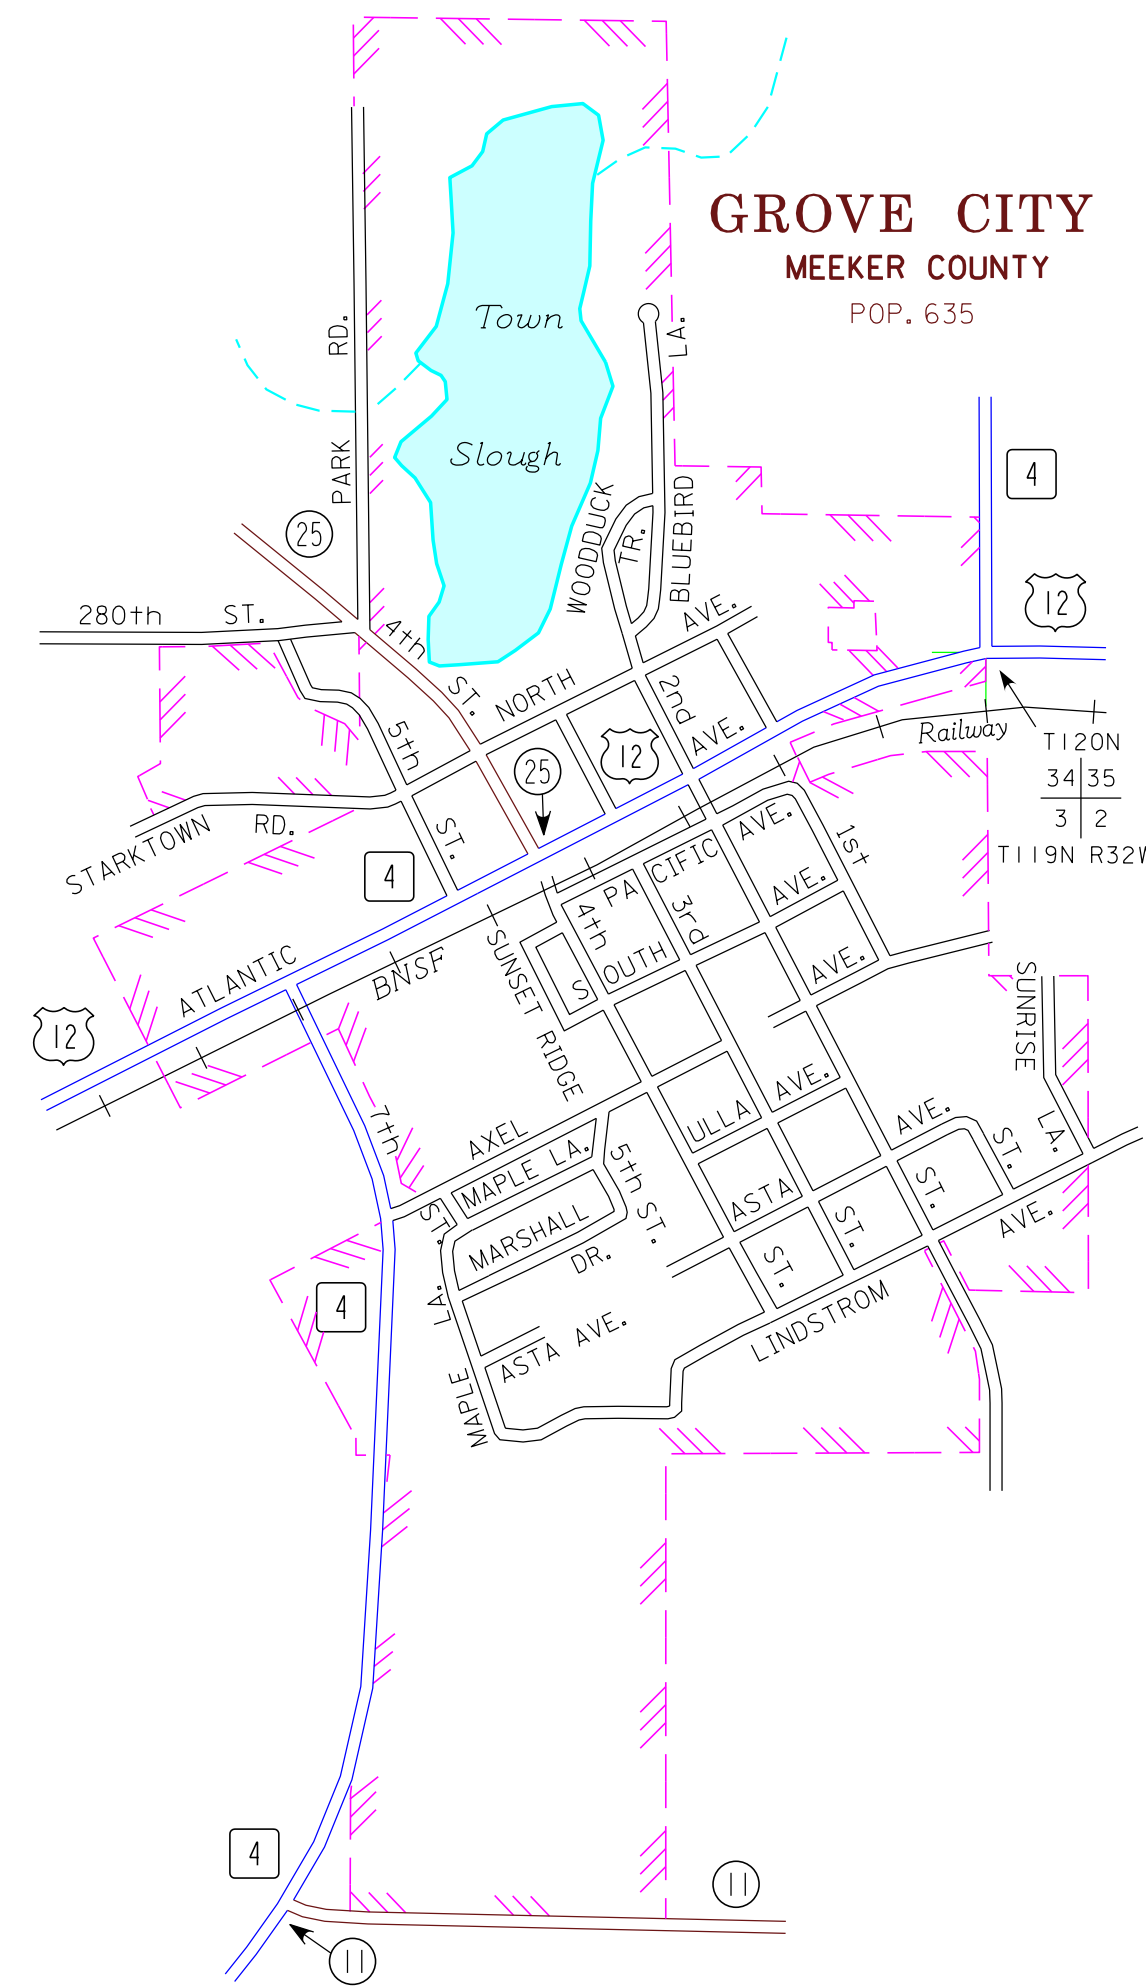 GROVE CITY
MEEKER COUNTY
POP. 635
Town
Slough
PARK RD.
BLUEBIRD LA.
WOODDUCK TR.
4
12
25
280th ST.
4th ST.
NORTH AVE.
2nd AVE.
5th ST.
12
25
STARKTOWN RD.
4
Railway
T120N
34 35
3 2
T119N R32W
PACIFIC AVE.
1st
AVE.
3rd
4th
SOUTH AVE.
SUNSET RIDGE
ATLANTIC
BNSF
12
SUNRISE LA.
7th ST.
AXEL
ULLA AVE.
AVE.
ST.
MAPLE LA.
5th ST.
MARSHALL DR.
ASTA
ST.
ST.
ST.
AVE.
LINDSTROM
MAPLE LA.
ASTA AVE.
4
4
11
11